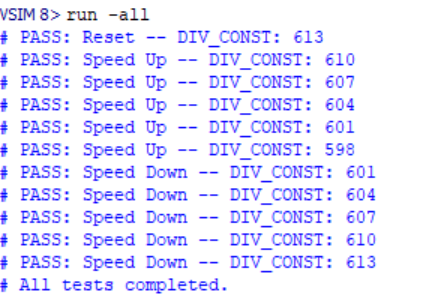 VSIM 8> run -all
# PASS: Reset -- DIV_CONST: 613
# PASS: Speed Up -- DIV_CONST: 610
# PASS: Speed Up -- DIV_CONST: 607
# PASS: Speed Up -- DIV_CONST: 604
# PASS: Speed Up -- DIV_CONST: 601
# PASS: Speed Up -- DIV_CONST: 598
# PASS: Speed Down -- DIV_CONST: 601
# PASS: Speed Down -- DIV_CONST: 604
# PASS: Speed Down -- DIV_CONST: 607
# PASS: Speed Down -- DIV_CONST: 610
# PASS: Speed Down -- DIV_CONST: 613
# All tests completed.